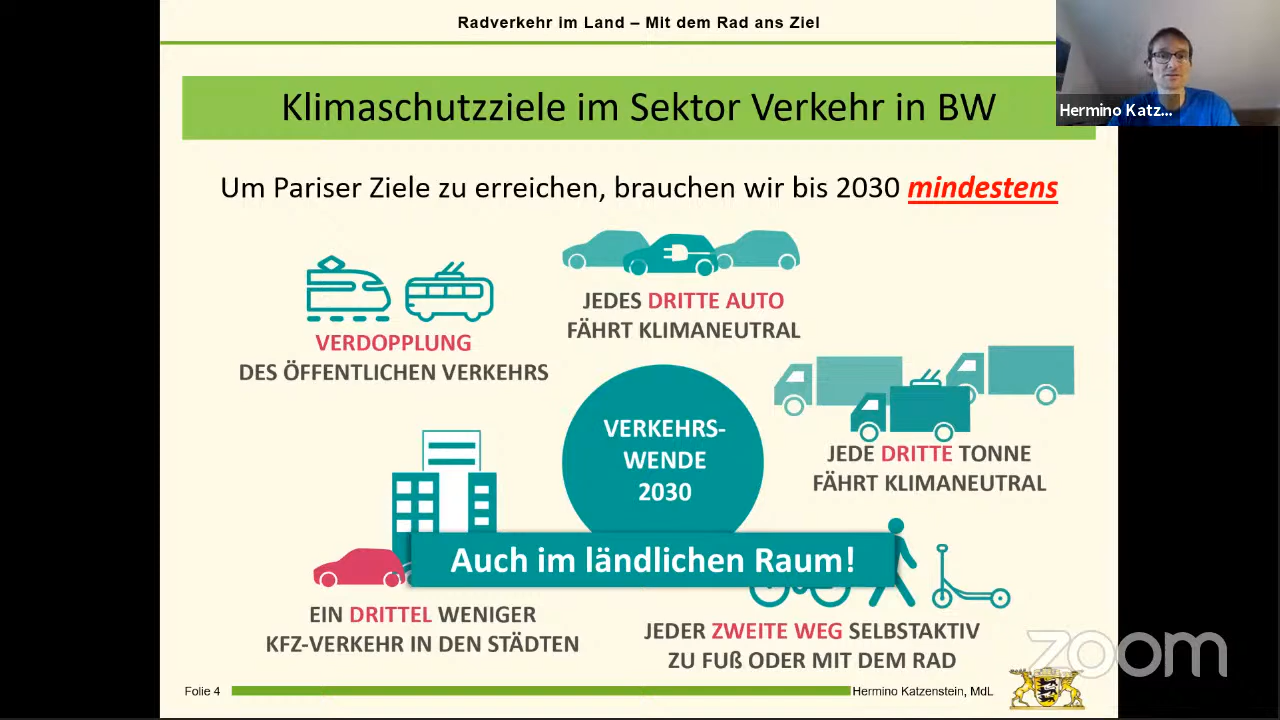 Radverkehr im Land – Mit dem Rad ans Ziel
Klimaschutzziele im Sektor Verkehr in BW
Hermino Katz...
Um Pariser Ziele zu erreichen, brauchen wir bis 2030 mindestens
JEDES DRITTE AUTO
FÄHRT KLIMANEUTRAL
VERDOPPLUNG
DES ÖFFENTLICHEN VERKEHRS
VERKEHRS-
WENDE
2030
JEDE DRITTE TONNE
FÄHRT KLIMANEUTRAL
Auch im ländlichen Raum!
EIN DRITTEL WENIGER
KFZ-VERKEHR IN DEN STÄDTEN
JEDER ZWEITE WEG SELBSTAKTIV
ZU FUß ODER MIT DEM RAD
zoom
Folie 4
Hermino Katzenstein, MdL